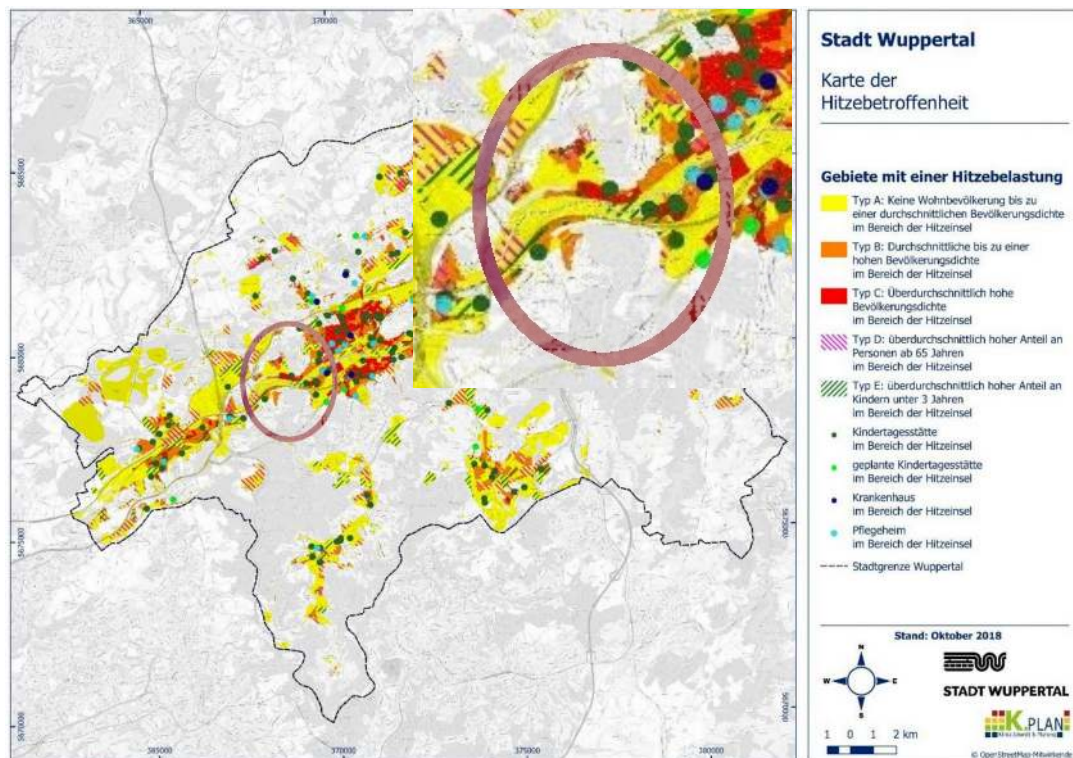 365000
370000
5685000
5680000
5675000
5670000
365000
370000
375000
380000
5675000
5670000
Stadt Wuppertal
Karte der
Hitzebetroffenheit
Gebiete mit einer Hitzebelastung
Typ A: Keine Wohnbevölkerung bis zu
einer durchschnittlichen Bevölkerungsdichte
im Bereich der Hitzeinsel
Typ B: Durchschnittliche bis zu einer
hohen Bevölkerungsdichte
im Bereich der Hitzeinsel
Typ C: Überdurchschnittlich hohe
Bevölkerungsdichte
im Bereich der Hitzeinsel
Typ D: überdurchschnittlich hoher Anteil an
Personen ab 65 Jahren
im Bereich der Hitzeinsel
Typ E: überdurchschnittlich hoher Anteil an
Kindern unter 3 Jahren
im Bereich der Hitzeinsel
Kindertagesstätte
im Bereich der Hitzeinsel
geplante Kindertagesstätte
im Bereich der Hitzeinsel
Krankenhaus
im Bereich der Hitzeinsel
Pflegeheim
im Bereich der Hitzeinsel
Stadtgrenze Wuppertal
Stand: Oktober 2018
N
W E
S
STADT WUPPERTAL
K.PLAN
1 0 1 2 km
© OpenStreetMap-Mitwirkende